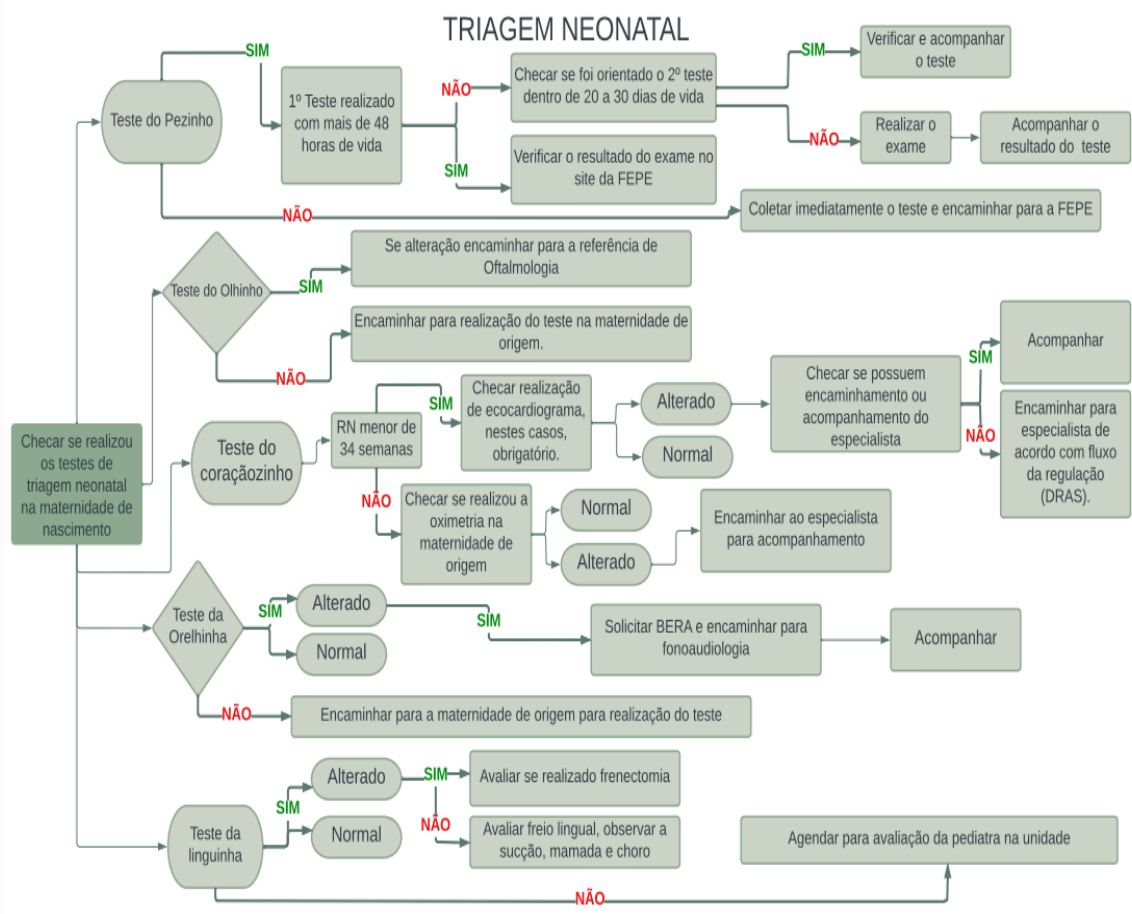 TRIAGEM NEONATAL
Checar se realizou
os testes de
triagem neonatal
na maternidade de
nascimento
Teste do Pezinho
SIM
1º Teste realizado
com mais de 48
horas de vida
NÃO
Checar se foi orientado o 2º teste
dentro de 20 a 30 dias de vida
SIM
Verificar e acompanhar
o teste
NÃO
Realizar o
exame
Acompanhar o
resultado do teste
SIM
Verificar o resultado do exame no
site da FEPE
NÃO
Coletar imediatamente o teste e encaminhar para a FEPE
Teste do Olhinho
SIM
Se alteração encaminhar para a referência de
Oftalmologia
NÃO
Encaminhar para realização do teste na maternidade de
origem.
Teste do
coraçãozinho
RN menor de
34 semanas
SIM
Checar realização
de ecocardiograma,
nestes casos,
obrigatório.
Alterado
Normal
Checar se possuem
encaminhamento ou
acompanhamento do
especialista
SIM
Acompanhar
NÃO
Encaminhar para
especialista de
acordo com fluxo
da regulação
(DRAS).
NÃO
Checar se realizou a
oximetria na
maternidade de
origem
Normal
Alterado
Encaminhar ao especialista
para acompanhamento
Teste da
Orelhinha
SIM
Alterado
Normal
SIM
Solicitar BERA e encaminhar para
fonoaudiologia
Acompanhar
NÃO
Encaminhar para a maternidade de origem para realização do teste
Teste da
linguinha
SIM
Alterado
Normal
SIM
Avaliar se realizado frenectomia
NÃO
Avaliar freio lingual, observar a
sucção, mamada e choro
NÃO
Agendar para avaliação da pediatra na unidade